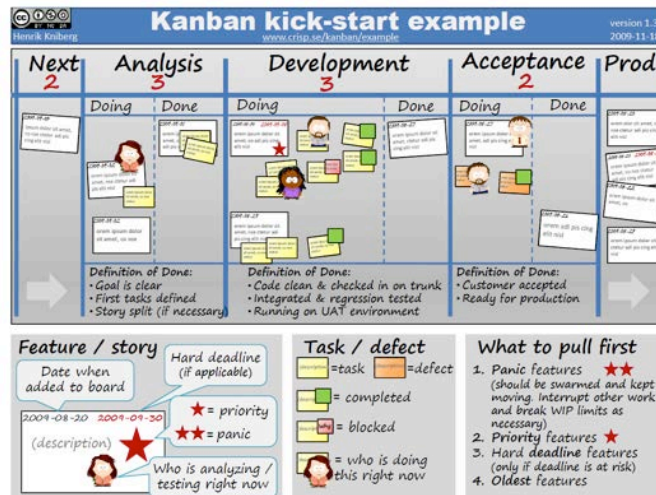 Kanban kick-start example
Henrik Kniberg
www.crisp.se/kanban/example
version 1.
2009-11-18
Next
2
Analysis
3
Development
3
Acceptance
2
Prod
Doing
Done
Doing
Done
Doing
Done
Definition of Done:
• Goal is clear
• First tasks defined
• Story split (if necessary)
Definition of Done:
• Code clean & checked in on trunk
• Integrated & regression tested
• Running on UAT environment
Definition of Done:
• Customer accepted
• Ready for production
Feature / story
Date when
added to board
Hard deadline
(if applicable)
2009-08-20
2009-09-30
(description)
= priority
= panic
Who is analyzing /
testing right now
Task / defect
=task
=defect
= completed
why
= blocked
= who is doing
this right now
What to pull first
1. Panic features
(should be swarmed and kept
moving. Interrupt other work
and break WIP limits as
necessary)
2. Priority features
3. Hard deadline features
(only if deadline is at risk)
4. Oldest features